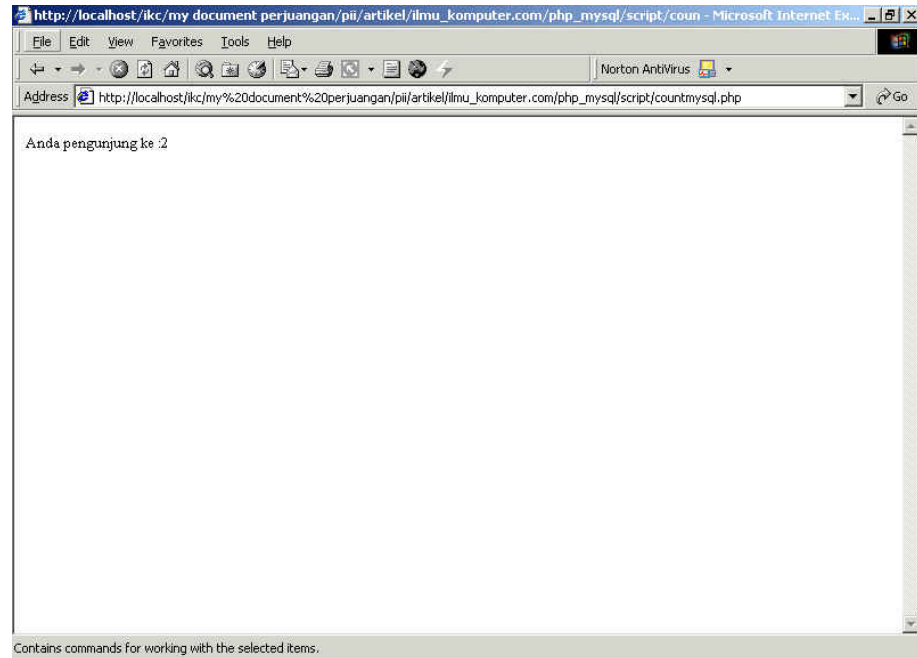 http://localhost/ikc/my document perjuangan/pii/artikel/ilmu_komputer.com/php_mysql/script/coun - Microsoft Internet Ex...
File Edit View Favorites Tools Help
Norton AntiVirus
Address http://localhost/ikc/my%20document%20perjuangan/pii/artikel/ilmu_komputer.com/php_mysql/script/countmysql.php Go
Anda pengunjung ke :2
Contains commands for working with the selected items.